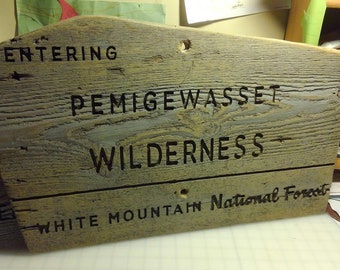 ENTERING
PEMIGEWASSET
WILDERNESS
WHITE MOUNTAIN National Forest